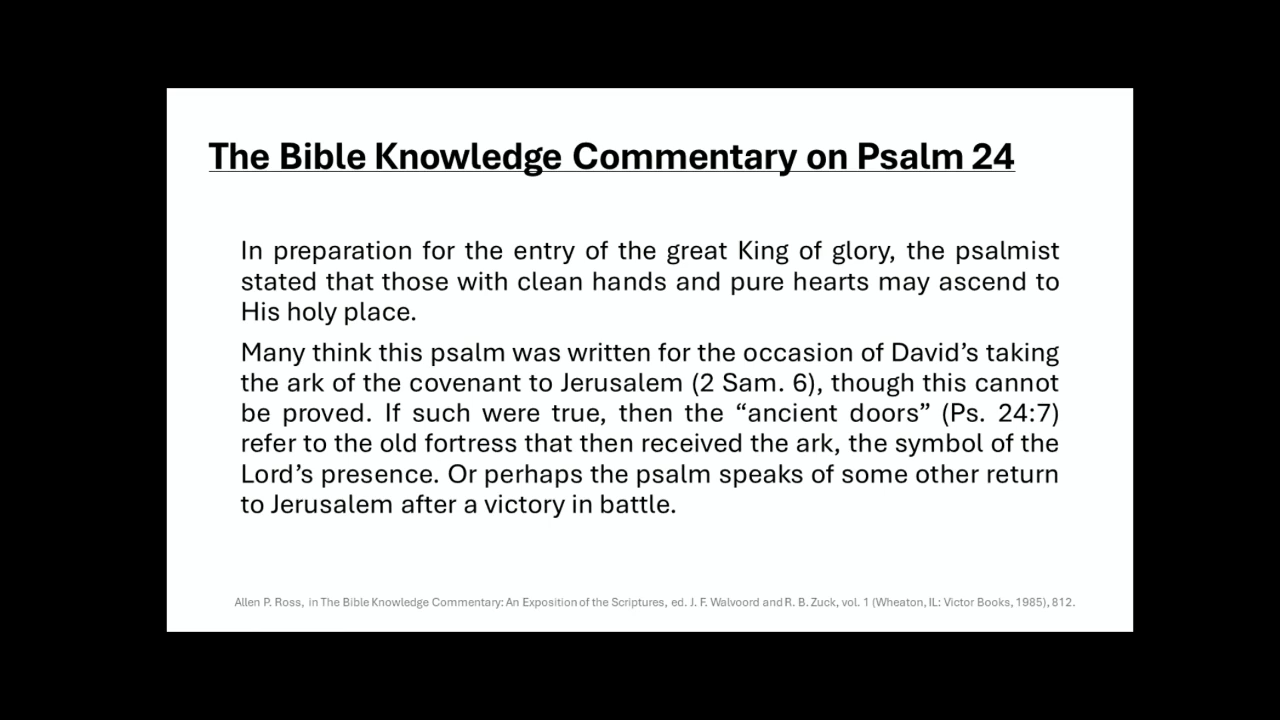 The Bible Knowledge Commentary on Psalm 24
In preparation for the entry of the great King of glory, the psalmist
stated that those with clean hands and pure hearts may ascend to
His holy place.
Many think this psalm was written for the occasion of David’s taking
the ark of the covenant to Jerusalem (2 Sam. 6), though this cannot
be proved. If such were true, then the “ancient doors” (Ps. 24:7)
refer to the old fortress that then received the ark, the symbol of the
Lord’s presence. Or perhaps the psalm speaks of some other return
to Jerusalem after a victory in battle.
Allen P. Ross, in The Bible Knowledge Commentary: An Exposition of the Scriptures, ed. J. F. Walvoord and R. B. Zuck, vol. 1 (Wheaton, IL: Victor Books, 1985), 812.